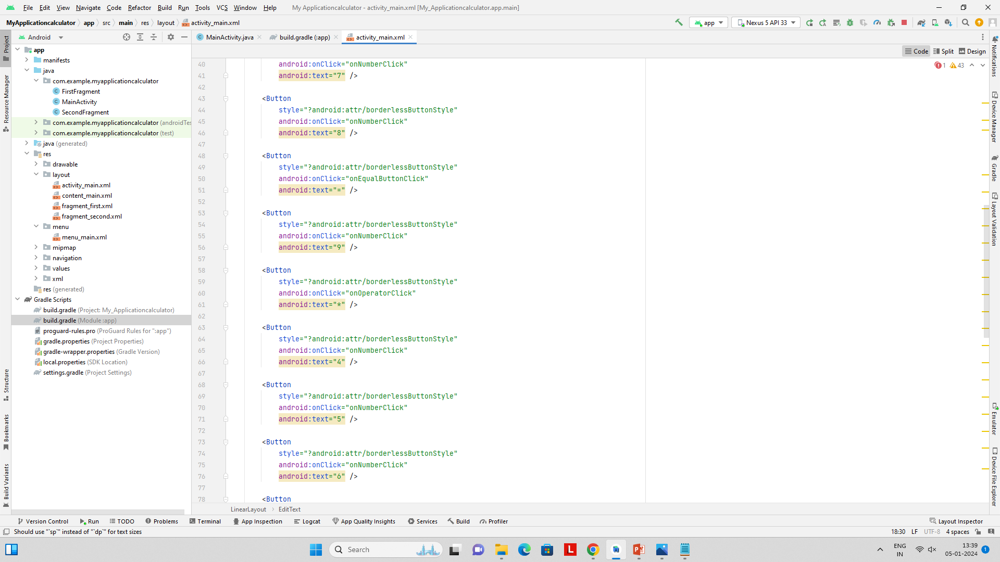 File Edit View Navigate Code Refactor Build Run Tools VCS Window Help My Applicationcalculator - activity_main.xml [My_Applicationcalculator.app.main]
MyApplicationcalculator app src main res layout activity_main.xml app Nexus 5 API 33
Android MainActivity.java build.gradle (:app) activity_main.xml
Code Split Design
1 43
Project
Resource Manager
Structure
Bookmarks
Build Variants
app
manifests
java
com.example.myapplicationcalculator
FirstFragment
MainActivity
SecondFragment
com.example.myapplicationcalculator (androidTes
com.example.myapplicationcalculator (test)
java (generated)
res
drawable
layout
activity_main.xml
content_main.xml
fragment_first.xml
fragment_second.xml
menu
menu_main.xml
mipmap
navigation
values
xml
res (generated)
Gradle Scripts
build.gradle (Project: My_Applicationcalculator)
build.gradle (Module :app)
proguard-rules.pro (ProGuard Rules for ":app")
gradle.properties (Project Properties)
gradle-wrapper.properties (Gradle Version)
local.properties (SDK Location)
settings.gradle (Project Settings)
40 android:onClick="onNumberClick"
41 android:text="7" />
42
43 <Button
44 style="?android:attr/borderlessButtonStyle"
45 android:onClick="onNumberClick"
46 android:text="8" />
47
48 <Button
49 style="?android:attr/borderlessButtonStyle"
50 android:onClick="onEqualButtonClick"
51 android:text="=" />
52
53 <Button
54 style="?android:attr/borderlessButtonStyle"
55 android:onClick="onNumberClick"
56 android:text="9" />
57
58 <Button
59 style="?android:attr/borderlessButtonStyle"
60 android:onClick="onOperatorClick"
61 android:text="*" />
62
63 <Button
64 style="?android:attr/borderlessButtonStyle"
65 android:onClick="onNumberClick"
66 android:text="4" />
67
68 <Button
69 style="?android:attr/borderlessButtonStyle"
70 android:onClick="onNumberClick"
71 android:text="5" />
72
73 <Button
74 style="?android:attr/borderlessButtonStyle"
75 android:onClick="onNumberClick"
76 android:text="6" />
77
78 <Button
LinearLayout EditText
Notifications
Device Manager
Gradle
Layout Validation
Emulator
Device File Explorer
Version Control Run TODO Problems Terminal App Inspection Logcat App Quality Insights Services Build Profiler Layout Inspector
Should use "`sp`" instead of "`dp`" for text sizes 18:30 LF UTF-8 4 spaces
Search
L
ENG
IN
13:39
05-01-2024
1